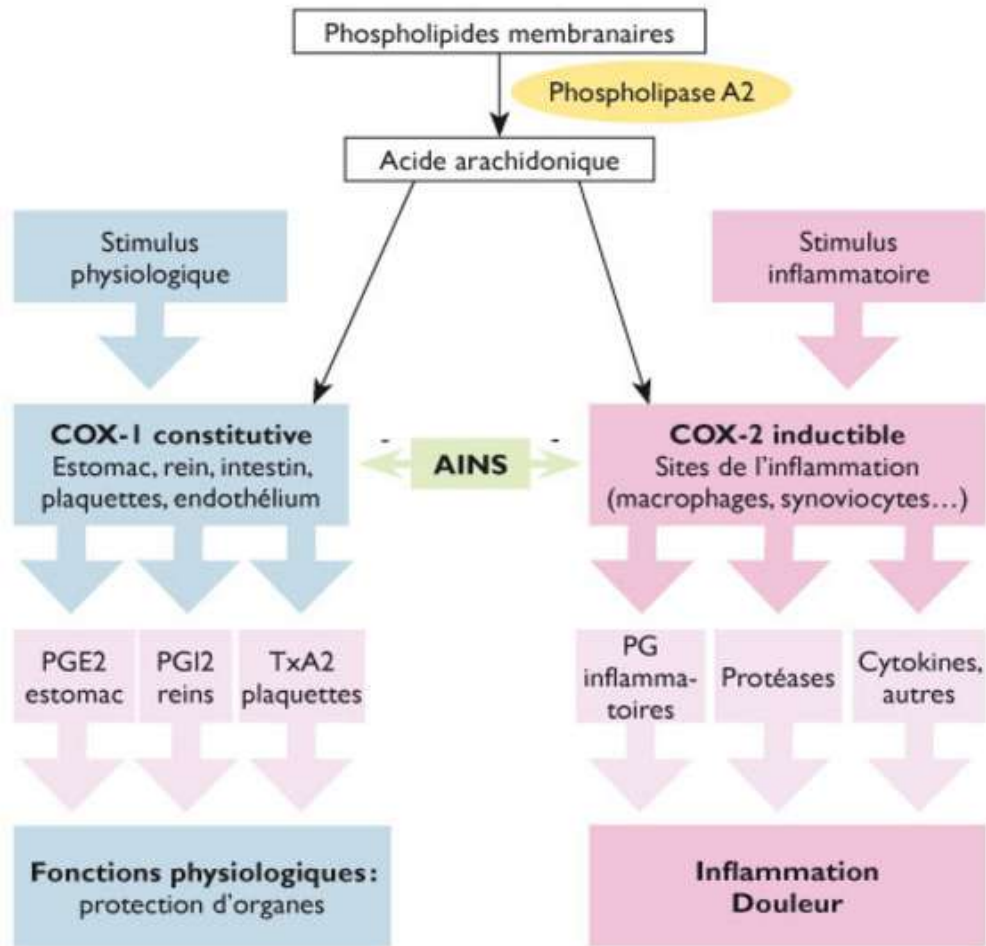 Phospholipides membranaires
Phospholipase A2
Acide arachidonique
Stimulus
physiologique
Stimulus
inflammatoire
COX-1 constitutive
Estomac, rein, intestin,
plaquettes, endothélium
- AINS -
COX-2 inductible
Sites de l'inflammation
(macrophages, synoviocytes...)
PGE2
estomac
PGI2
reins
TxA2
plaquettes
PG
inflamma-
toires
Protéases
Cytokines,
autres
Fonctions physiologiques :
protection d'organes
Inflammation
Douleur